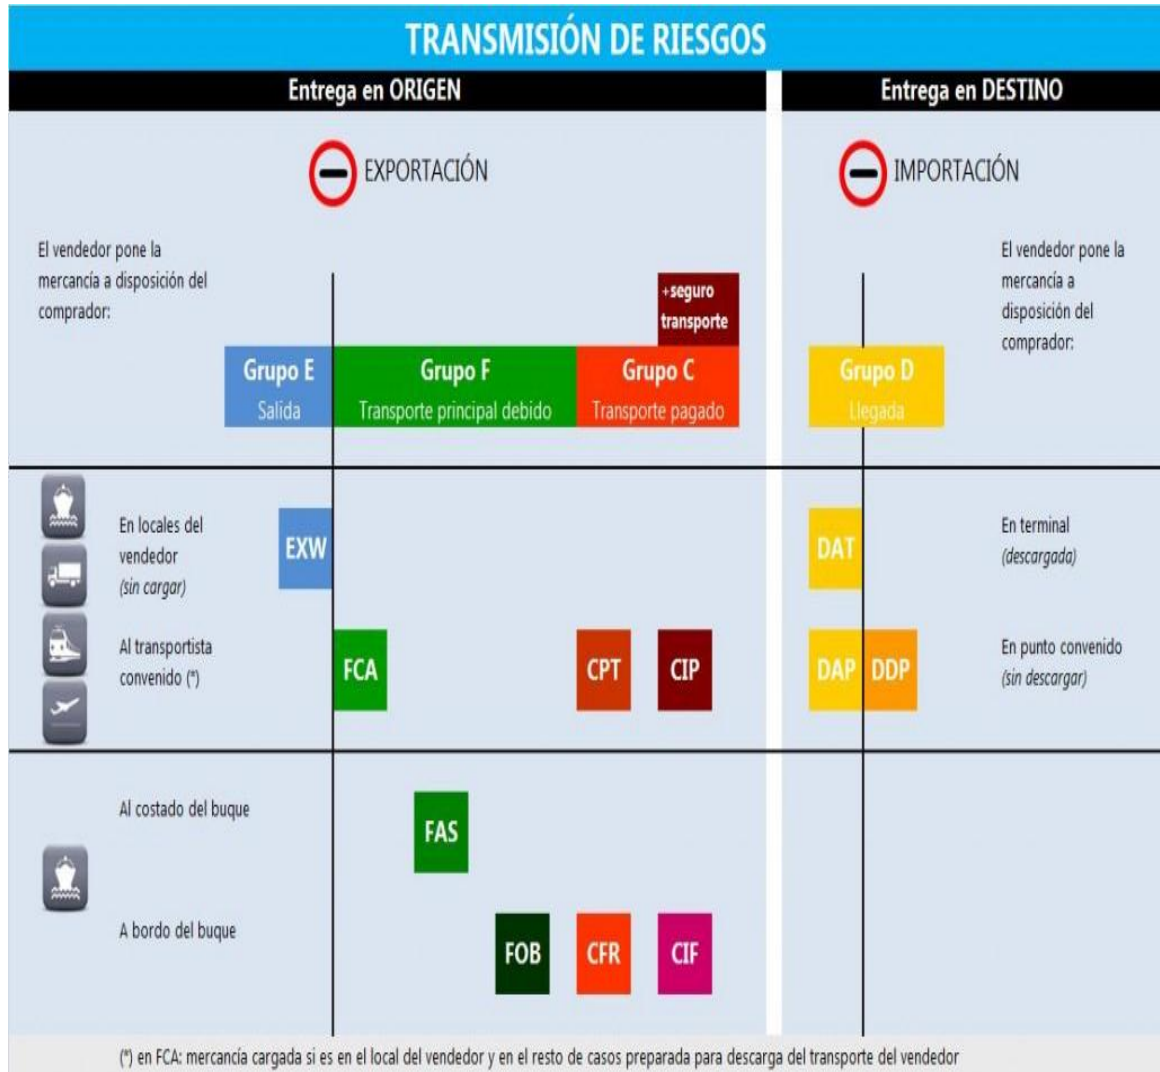 TRANSMISIÓN DE RIESGOS
Entrega en ORIGEN
Entrega en DESTINO
EXPORTACIÓN
IMPORTACIÓN
El vendedor pone la
mercancía a disposición del
comprador:
El vendedor pone la
mercancía a
disposición del
comprador:
+seguro
transporte
Grupo E
Salida
Grupo F
Transporte principal debido
Grupo C
Transporte pagado
Grupo D
Llegada
En locales del
vendedor
(sin cargar)
EXW
DAT
En terminal
(descargada)
Al transportista
convenido (*)
FCA
CPT
CIP
DAP
DDP
En punto convenido
(sin descargar)
Al costado del buque
FAS
A bordo del buque
FOB
CFR
CIF
(*) en FCA: mercancía cargada si es en el local del vendedor y en el resto de casos preparada para descarga del transporte del vendedor